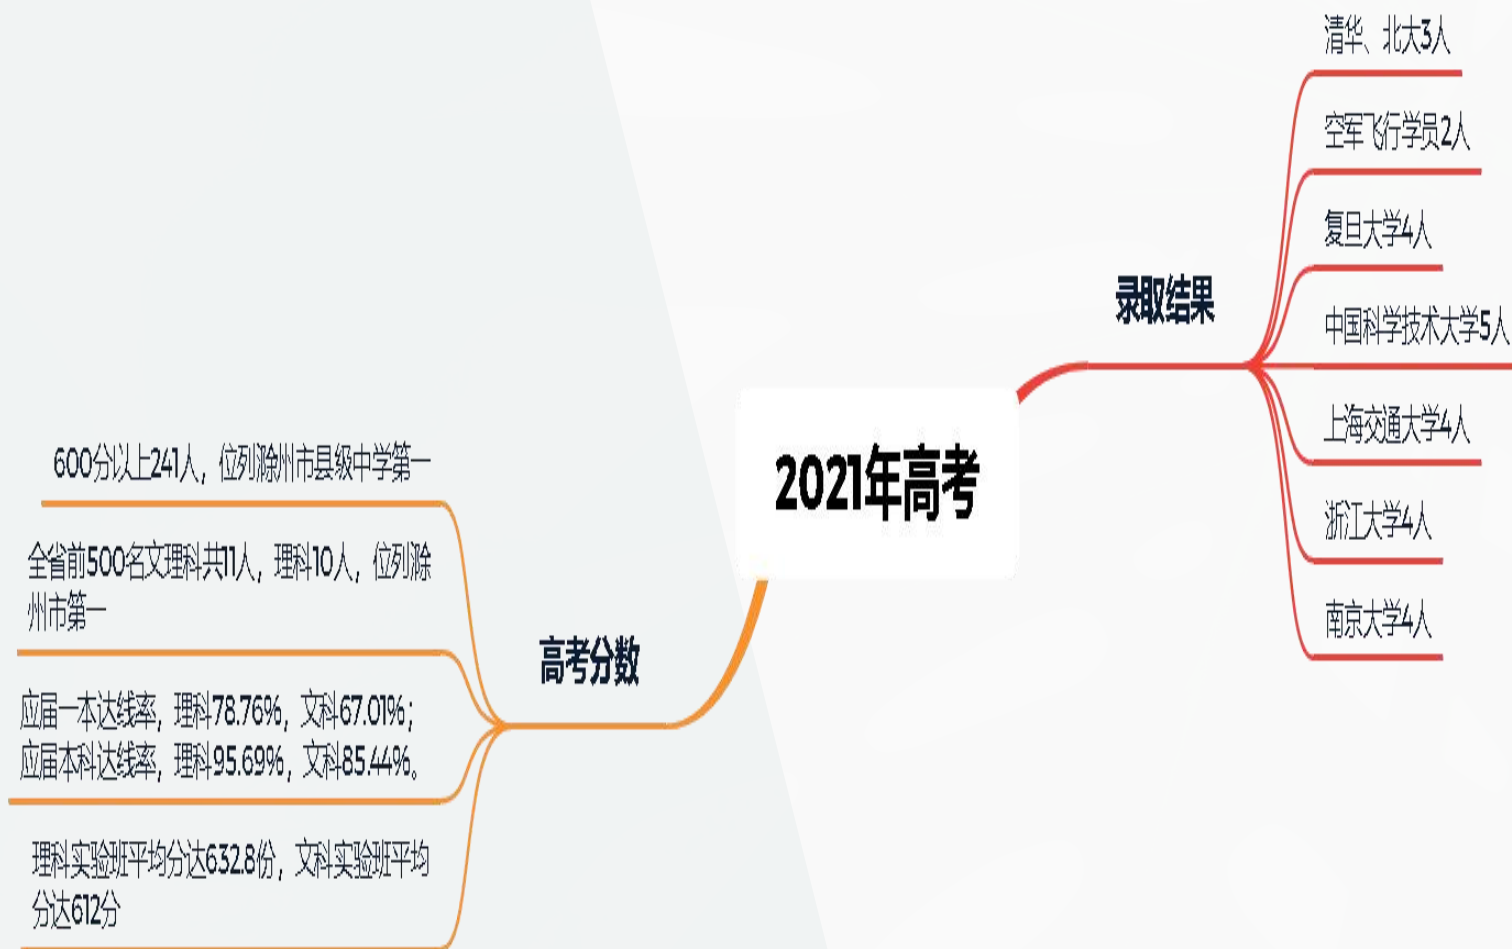 清华、北大3人
空军飞行学员2人
复旦大学4人
录取结果
中国科学技术大学5人
上海交通大学4人
浙江大学4人
南京大学4人
2021年高考
高考分数
600分以上241人，位列滁州市县级中学第一
全省前500名文理科共11人，理科10人，位列滁
州市第一
应届一本达线率，理科78.76%，文科67.01%；
应届本科达线率，理科95.69%，文科85.44%。
理科实验班平均分达632.8份，文科实验班平均
分达612分